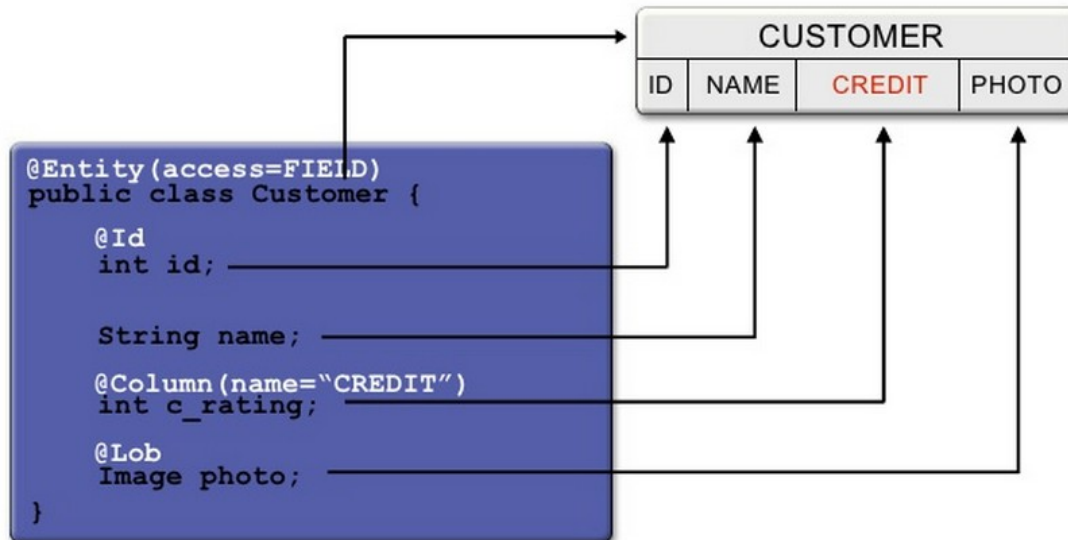 CUSTOMER
ID NAME CREDIT PHOTO
@Entity(access=FIELD)
public class Customer {
@Id
int id;
String name;
@Column(name=“CREDIT”)
int c_rating;
@Lob
Image photo;
}